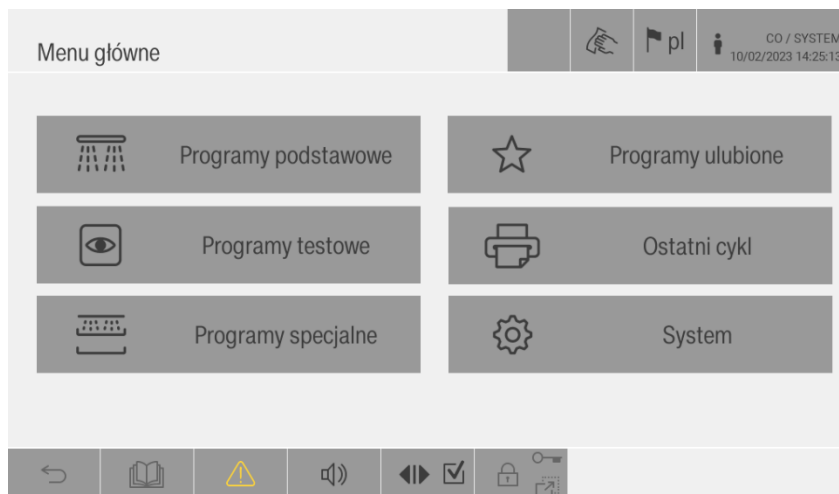 Menu główne
pl
CO / SYSTEM
10/02/2023 14:25:13
Programy podstawowe
Programy ulubione
Programy testowe
Ostatni cykl
Programy specjalne
System